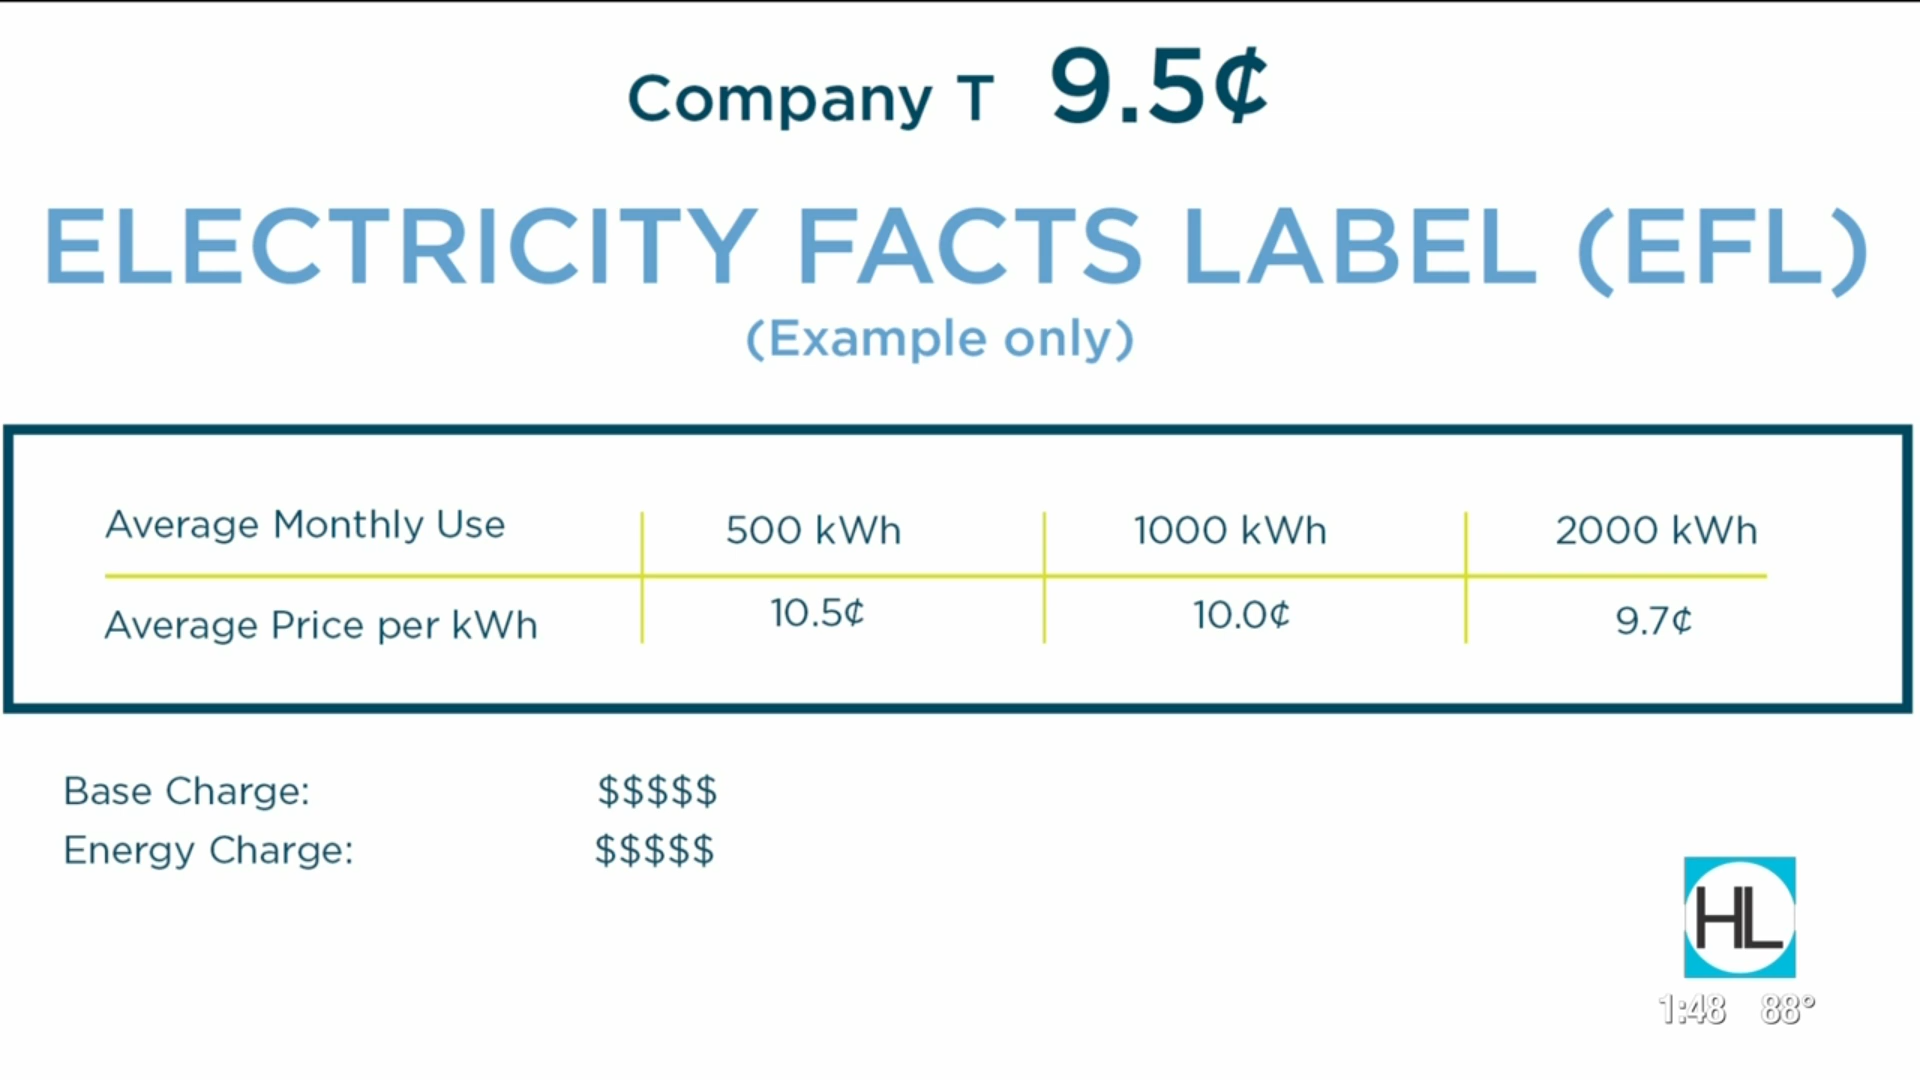 Company T 9.5¢
ELECTRICITY FACTS LABEL (EFL)
(Example only)
Average Monthly Use 500 kWh 1000 kWh 2000 kWh
Average Price per kWh 10.5¢ 10.0¢ 9.7¢
Base Charge: $$$$$
Energy Charge: $$$$$
HL
1:48 88°